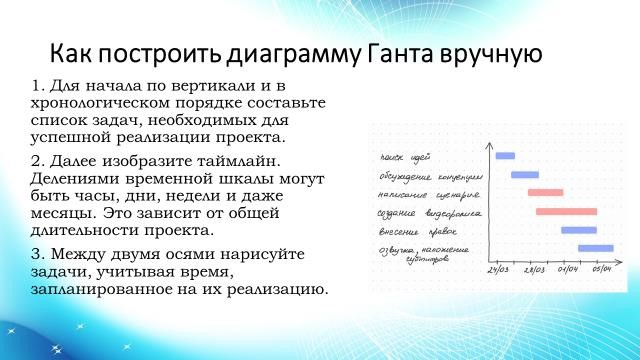 Как построить диаграмму Ганта вручную
1. Для начала по вертикали и в
хронологическом порядке составьте
список задач, необходимых для
успешной реализации проекта.
2. Далее изобразите таймлайн.
Делениями временной шкалы могут
быть часы, дни, недели и даже
месяцы. Это зависит от общей
длительности проекта.
3. Между двумя осями нарисуйте
задачи, учитывая время,
запланированное на их реализацию.
поиск идей
обсуждение концепции
написание сценария
создание видеоролика
внесение правок
озвучка, наложение
субтитров
24/03 28/03 01/04 05/04